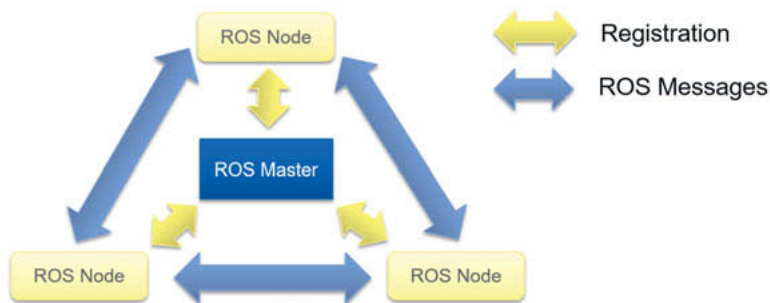 ROS Node
Registration
ROS Messages
ROS Master
ROS Node
ROS Node